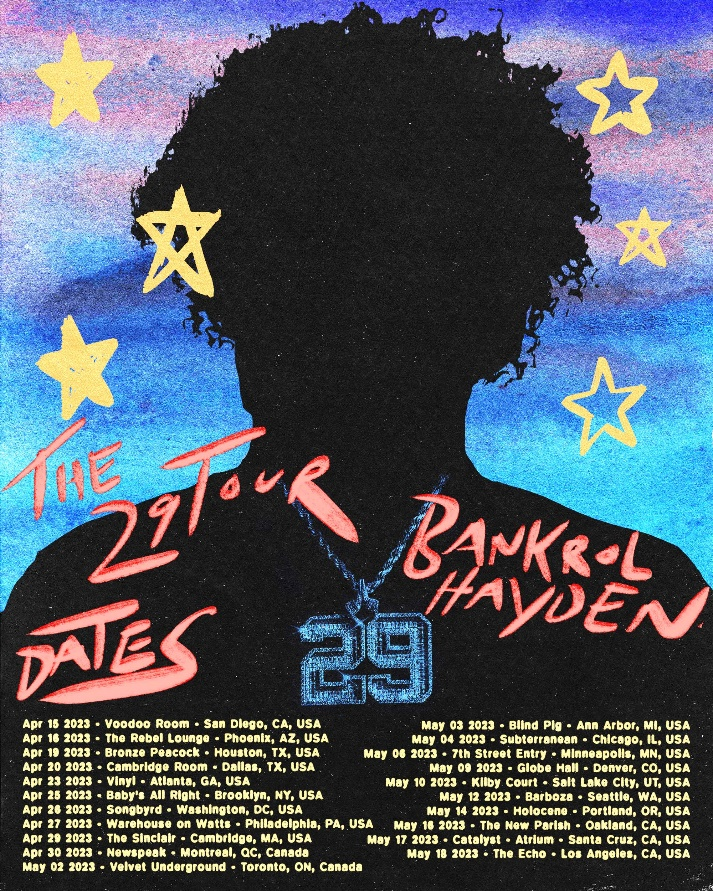 THE
29 TOUR
BANKROL
HAYDEN
29
DATES
Apr 15 2023 - Voodoo Room - San Diego, CA, USA
Apr 16 2023 - The Rebel Lounge - Phoenix, AZ, USA
Apr 19 2023 - Bronze Peacock - Houston, TX, USA
Apr 20 2023 - Cambridge Room - Dallas, TX, USA
Apr 23 2023 - Vinyl - Atlanta, GA, USA
Apr 25 2023 - Baby's All Right - Brooklyn, NY, USA
Apr 26 2023 - Songbyrd - Washington, DC, USA
Apr 27 2023 - Warehouse on Watts - Philadelphia, PA, USA
Apr 29 2023 - The Sinclair - Cambridge, MA, USA
Apr 30 2023 - Newspeak - Montreal, QC, Canada
May 02 2023 - Velvet Underground - Toronto, ON, Canada
May 03 2023 - Blind Pig - Ann Arbor, MI, USA
May 04 2023 - Subterranean - Chicago, IL, USA
May 06 2023 - 7th Street Entry - Minneapolis, MN, USA
May 09 2023 - Globe Hall - Denver, CO, USA
May 10 2023 - Kilby Court - Salt Lake City, UT, USA
May 12 2023 - Barboza - Seattle, WA, USA
May 14 2023 - Holocene - Portland, OR, USA
May 16 2023 - The New Parish - Oakland, CA, USA
May 17 2023 - Catalyst - Atrium - Santa Cruz, CA, USA
May 18 2023 - The Echo - Los Angeles, CA, USA